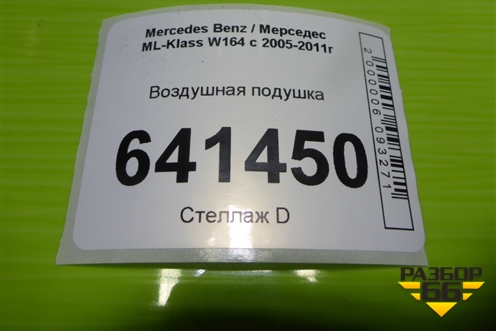 Mercedes Benz / Мерседес
ML-Klass W164 с 2005-2011г
Воздушная подушка
641450
Стеллаж D
2000006093271
РАЗБОР
66